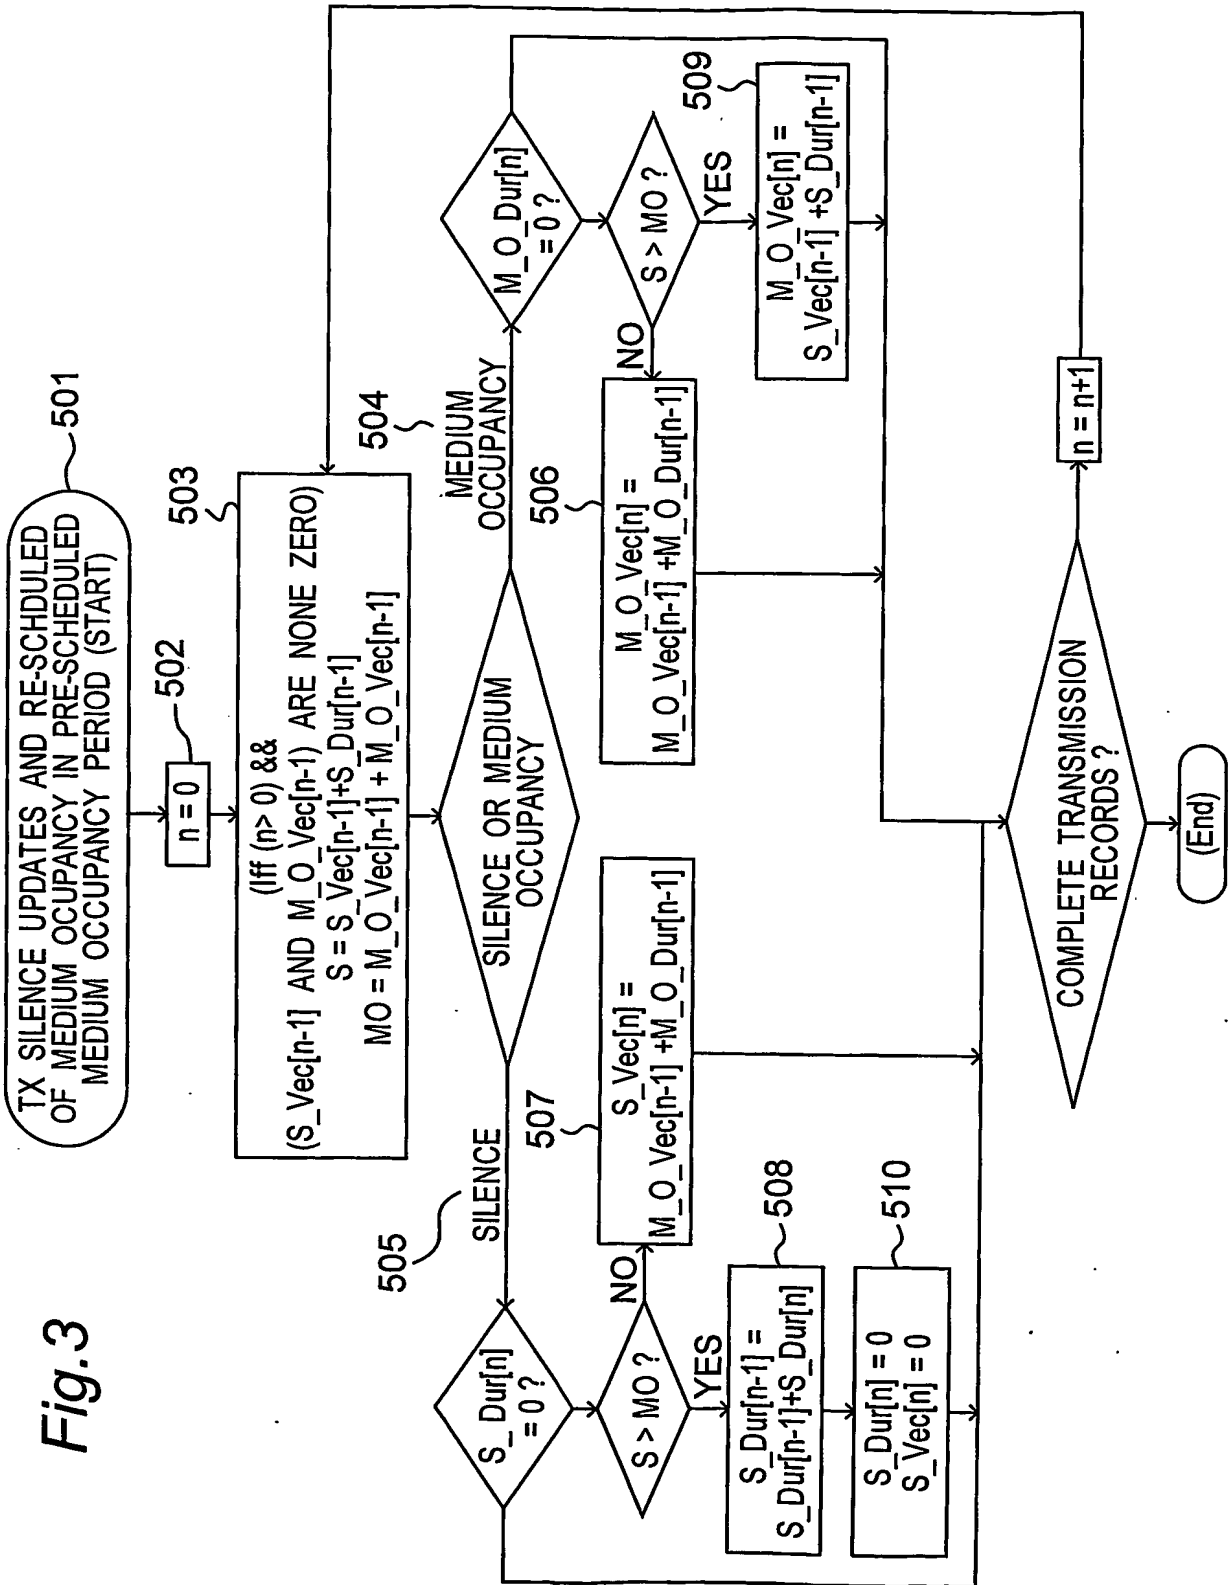 Fig.3
TX SILENCE UPDATES AND RE-SCHDULED
OF MEDIUM OCUPANCY IN PRE-SCHEDULED
MEDIUM OCCUPANCY PERIOD (START)
501
n = 0
502
503
(Iff (n> 0) &&
(S_Vec[n-1] AND M_O_Vec[n-1) ARE NONE ZERO)
S = S_Vec[n-1]+S_Dur[n-1]
MO = M_O_Vec[n-1] + M_O_Vec[n-1]
SILENCE OR MEDIUM
OCCUPANCY
505
SILENCE
504
MEDIUM
OCCUPANCY
S_ Dur[n]
= 0 ?
S > MO ?
NO
YES
507
S_Vec[n] =
M_O_Vec[n-1] +M_O_Dur[n-1]
508
S_Dur[n-1] =
S_Dur[n-1]+S_Dur[n]
510
S_Dur[n] = 0
S_Vec[n] = 0
M_O_Dur[n]
= 0 ?
S > MO ?
NO
YES
506
M_O_Vec[n] =
M_O_Vec[n-1] +M_O_Dur[n-1]
509
M_O_Vec[n] =
S_Vec[n-1] +S_Dur[n-1]
COMPLETE TRANSMISSION
RECORDS ?
n = n+1
(End)